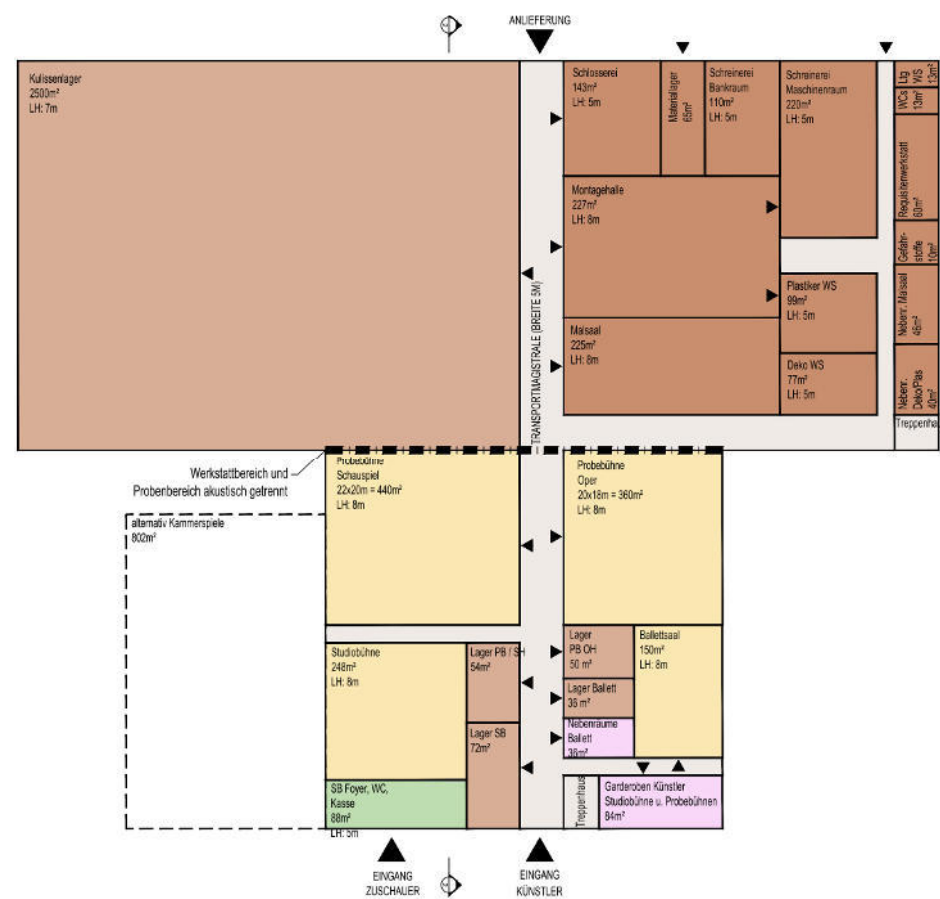 ANLIEFERUNG
Kulissenlager
2500m²
LH: 7m
Schlosserei
143m²
LH: 5m
Materiallager
65m²
Schreinerei
Bankraum
110m²
LH: 5m
Schreinerei
Maschinenraum
220m²
LH: 5m
Ltg
WS
13m²
WCs
13m²
Requisitenwerkstatt
60m²
Gefahr-
stoffe
10m²
Nebenr. Malsaal
46m²
Nebenr.
Deko/Plas
40m²
Treppenha
Montagehalle
227m²
LH: 8m
Plastiker WS
99m²
LH: 5m
Malsaal
225m²
LH: 8m
Deko WS
77m²
LH: 5m
TRANSPORTMAGISTRALE (BREITE 5M)
Werkstattbereich und
Probenbereich akustisch getrennt
Probebühne
Schauspiel
22x20m = 440m²
LH: 8m
Probebühne
Oper
20x18m = 360m²
LH: 8m
alternativ Kammerspiele
802m²
Studiobühne
248m²
LH: 8m
Lager PB / SH
54m²
Lager
PB OH
50 m²
Ballettsaal
150m²
LH: 8m
Lager Ballett
36 m²
Nebenräume
Ballett
36m²
Lager SB
72m²
SB Foyer, WC,
Kasse
88m²
LH: 5m
Treppenhaus
Garderoben Künstler
Studiobühne u. Probebühnen
84m²
EINGANG
ZUSCHAUER
EINGANG
KÜNSTLER